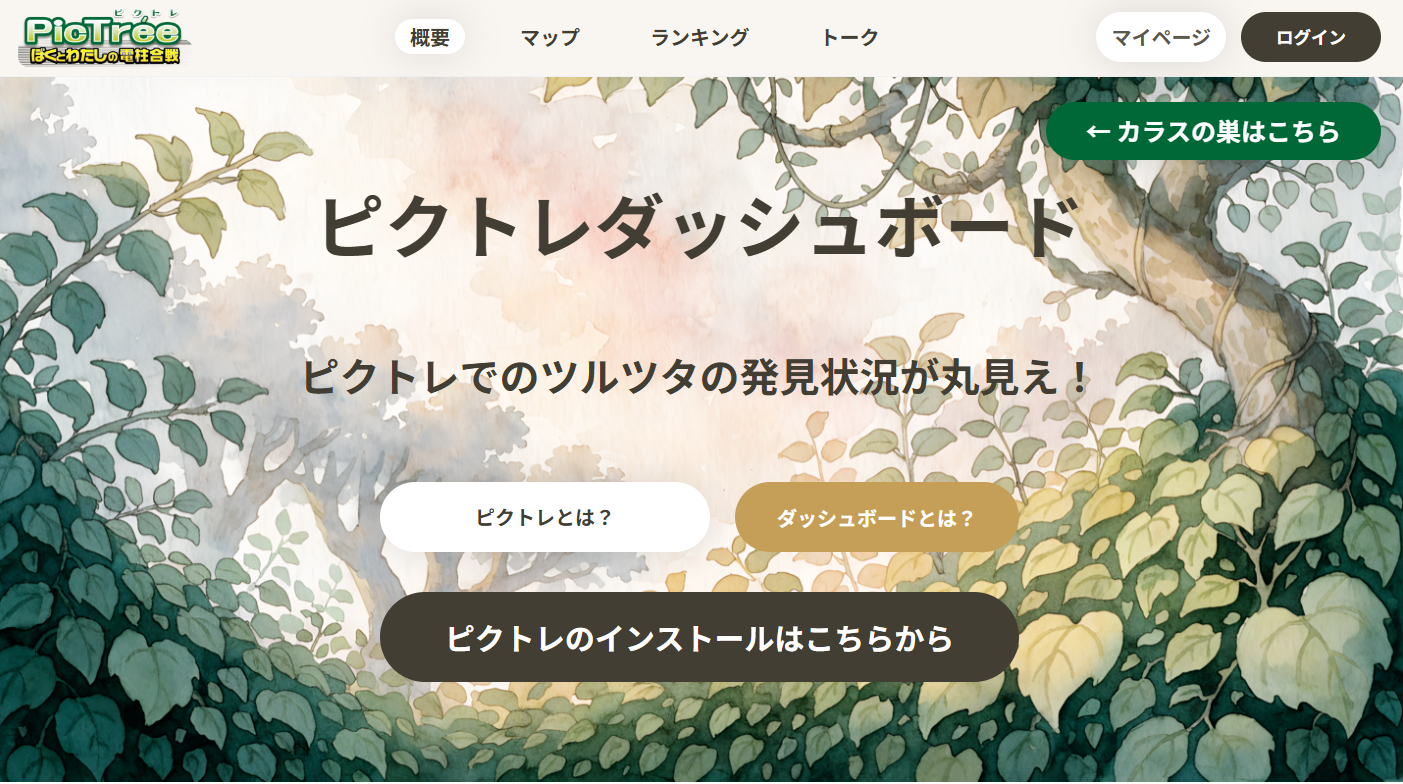 ピクトレ
PicTrée
ぼくとわたしの電柱合戦
概要
マップ
ランキング
トーク
マイページ
ログイン
← カラスの巣はこちら
ピクトレダッシュボード
ピクトレでのツルツタの発見状況が丸見え！
ピクトレとは？
ダッシュボードとは？
ピクトレのインストールはこちらから